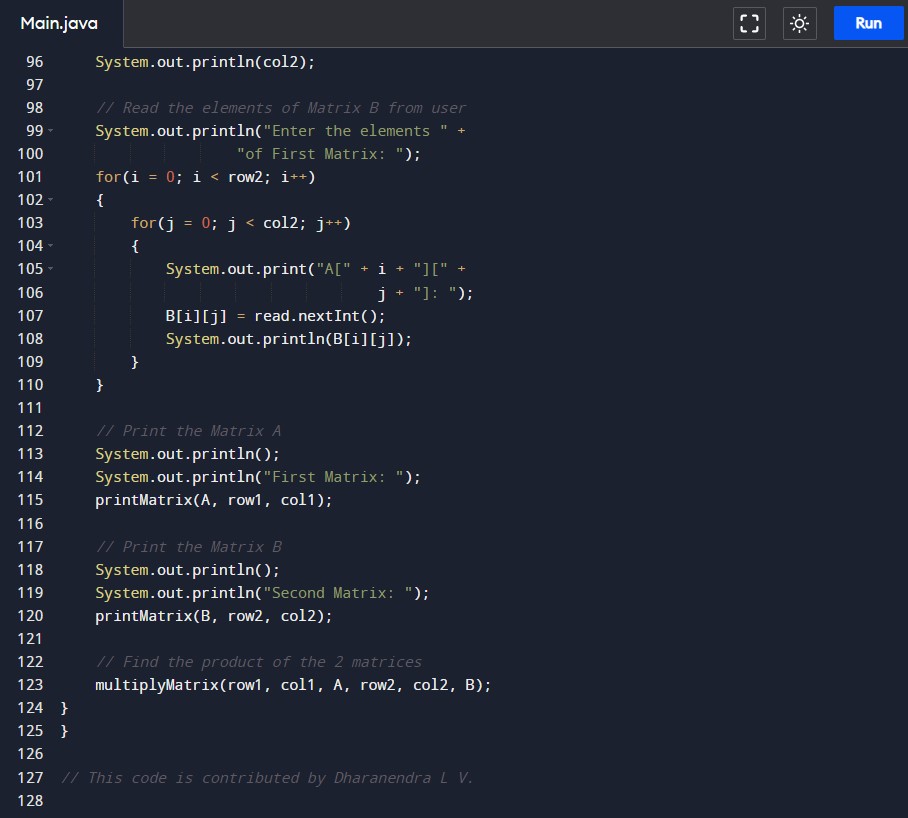 Main.java
Run
96 System.out.println(col2);
97
98 // Read the elements of Matrix B from user
99 System.out.println("Enter the elements " +
100 "of First Matrix: ");
101 for(i = 0; i < row2; i++)
102 {
103 for(j = 0; j < col2; j++)
104 {
105 System.out.print("A[" + i + "][" +
106 j + "]: ");
107 B[i][j] = read.nextInt();
108 System.out.println(B[i][j]);
109 }
110 }
111
112 // Print the Matrix A
113 System.out.println();
114 System.out.println("First Matrix: ");
115 printMatrix(A, row1, col1);
116
117 // Print the Matrix B
118 System.out.println();
119 System.out.println("Second Matrix: ");
120 printMatrix(B, row2, col2);
121
122 // Find the product of the 2 matrices
123 multiplyMatrix(row1, col1, A, row2, col2, B);
124 }
125 }
126
127 // This code is contributed by Dharanendra L V.
128